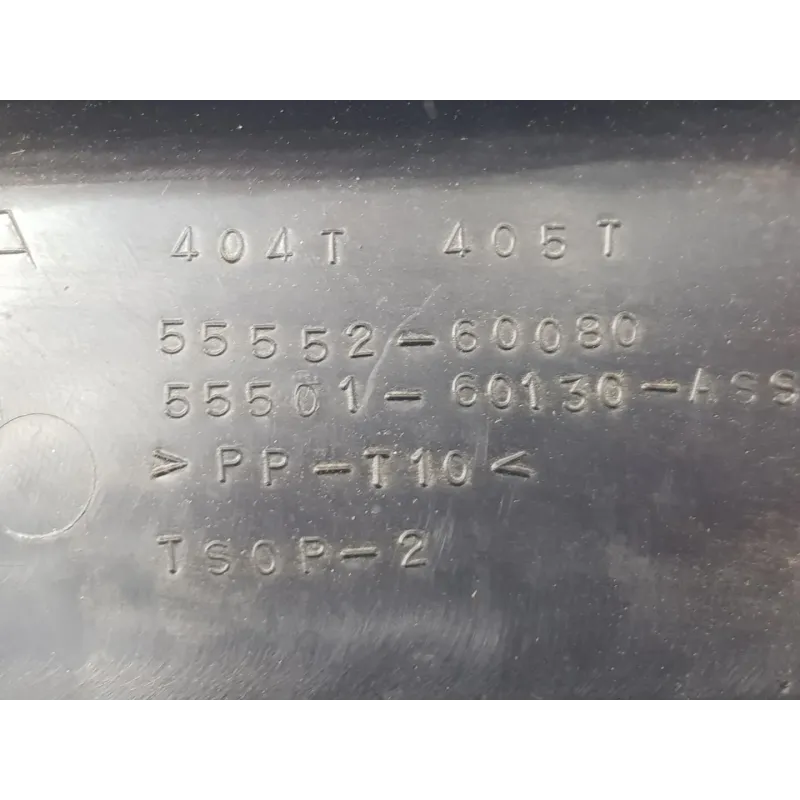 A 404T 405T
55552-60080
55501-60130-ASS
>PP-T10<
TSOP-2